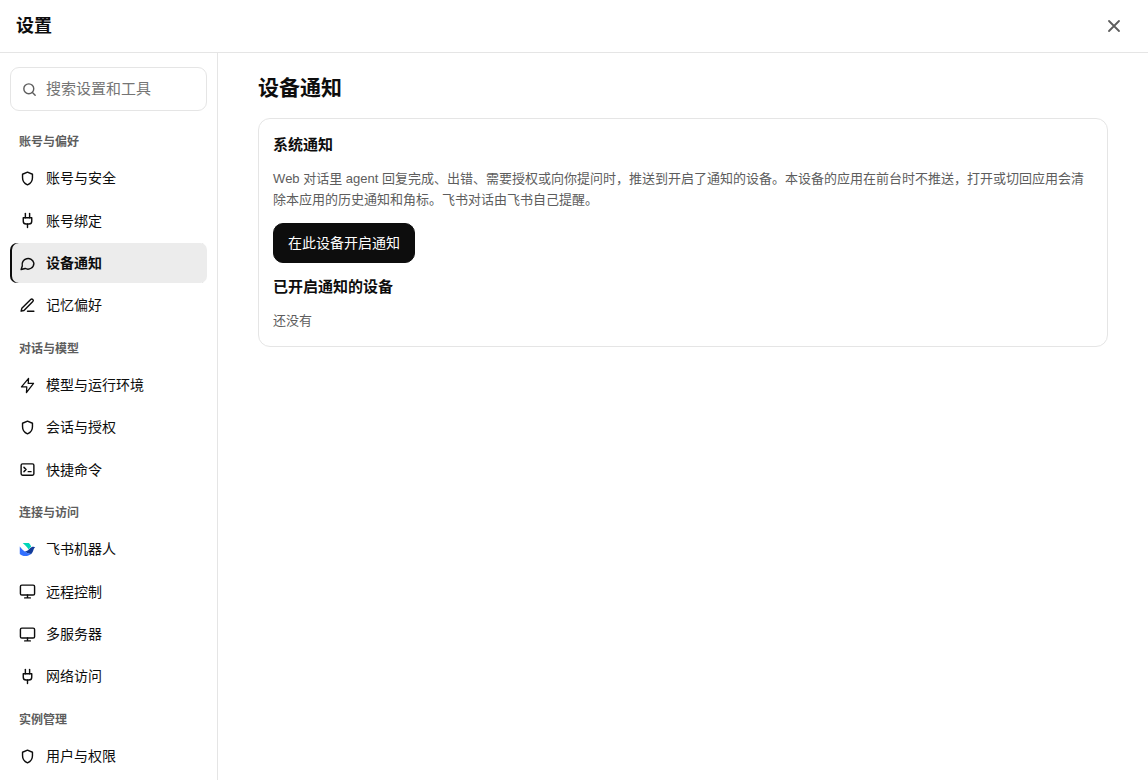 设置
搜索设置和工具
账号与偏好
账号与安全
账号绑定
设备通知
记忆偏好
对话与模型
模型与运行环境
会话与授权
快捷命令
连接与访问
飞书机器人
远程控制
多服务器
网络访问
实例管理
用户与权限
设备通知
系统通知
Web 对话里 agent 回复完成、出错、需要授权或向你提问时，推送到开启了通知的设备。本设备的应用在前台时不推送，打开或切回应用会清
除本应用的历史通知和角标。飞书对话由飞书自己提醒。
在此设备开启通知
已开启通知的设备
还没有